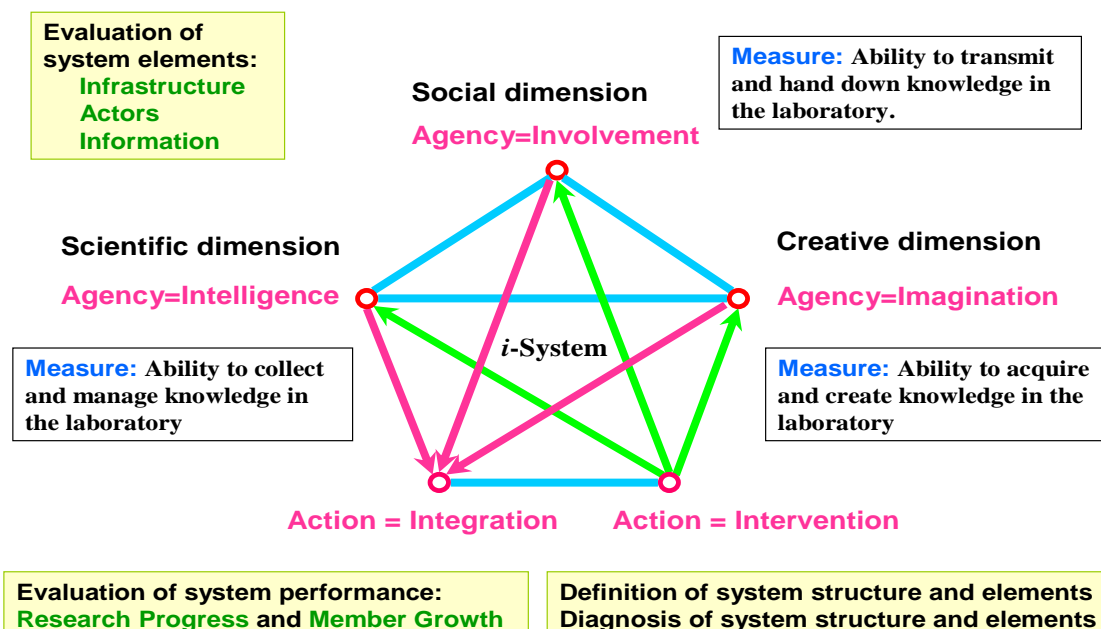 Evaluation of
system elements:
Infrastructure
Actors
Information
Measure: Ability to transmit
and hand down knowledge in
the laboratory.
Social dimension
Agency=Involvement
Scientific dimension
Agency=Intelligence
Creative dimension
Agency=Imagination
i-System
Measure: Ability to collect
and manage knowledge in
the laboratory
Measure: Ability to acquire
and create knowledge in the
laboratory
Action = Integration
Action = Intervention
Evaluation of system performance:
Research Progress and Member Growth
Definition of system structure and elements
Diagnosis of system structure and elements